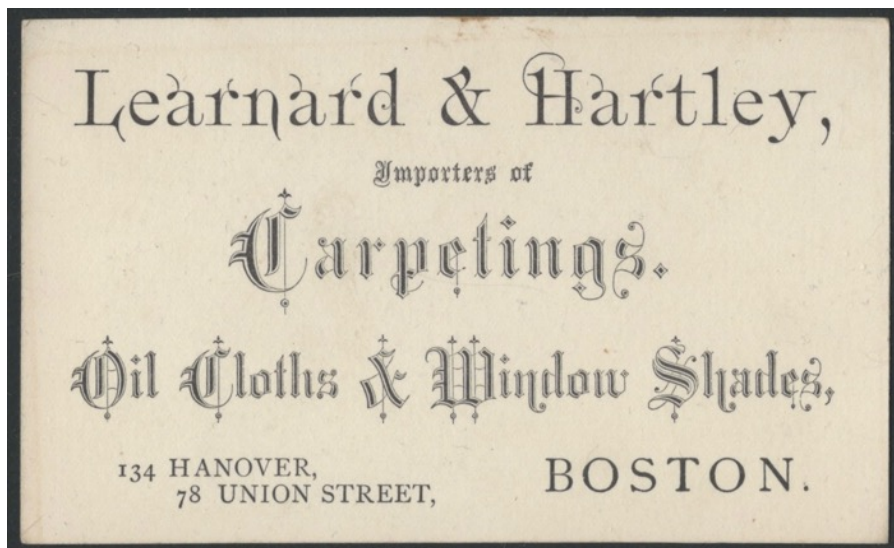 Learnard & Hartley,
Importers of
Carpetings.
Oil Cloths & Window Shades,
134 HANOVER,
78 UNION STREET,
BOSTON.